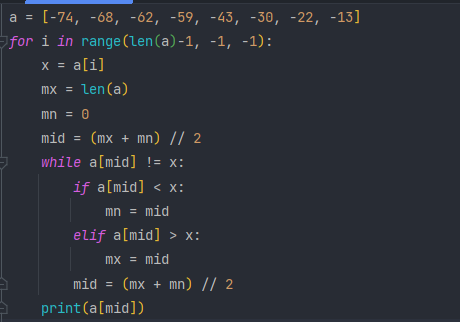 a = [-74, -68, -62, -59, -43, -30, -22, -13]
for i in range(len(a)-1, -1, -1):
    x = a[i]
    mx = len(a)
    mn = 0
    mid = (mx + mn) // 2
    while a[mid] != x:
        if a[mid] < x:
            mn = mid
        elif a[mid] > x:
            mx = mid
        mid = (mx + mn) // 2
    print(a[mid])